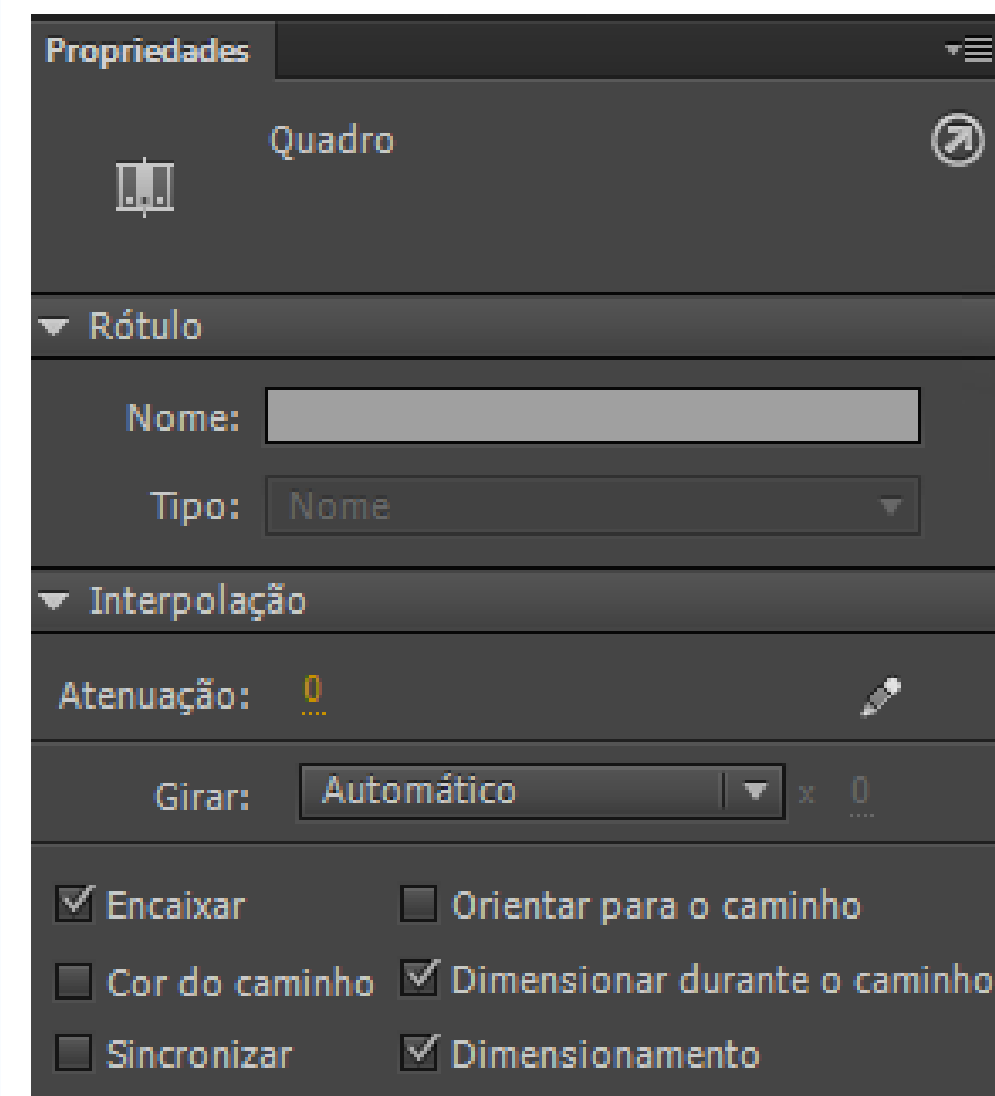 Propriedades
Quadro
Rótulo
Nome:
Tipo: Nome
Interpolação
Atenuação: 0
Girar: Automático x 0
Encaixar Orientar para o caminho
Cor do caminho Dimensionar durante o caminho
Sincronizar Dimensionamento